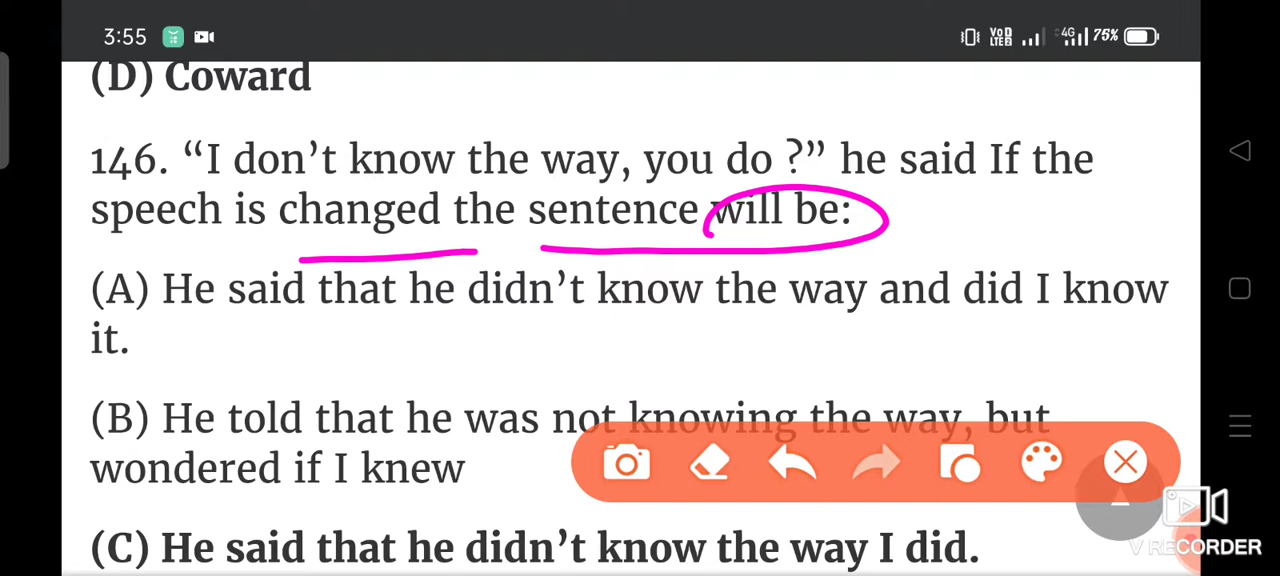 3:55 VoD LTE2 4G 75%
(D) Coward
146. “I don’t know the way, you do ?” he said If the
speech is changed the sentence will be:
(A) He said that he didn’t know the way and did I know
it.
(B) He told that he was not knowing the way, but
wondered if I knew
(C) He said that he didn’t know the way I did.
V RECORDER